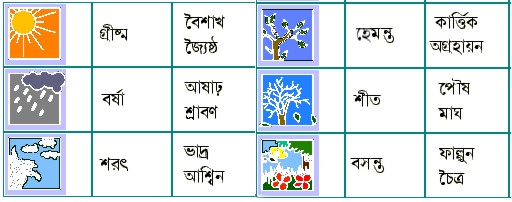 গ্রীষ্ম
বৈশাখ
জ্যৈষ্ঠ
বর্ষা
আষাঢ়
শ্রাবণ
শরৎ
ভাদ্র
আশ্বিন
হেমন্ত
কার্ত্তিক
অগ্রহায়ন
শীত
পৌষ
মাঘ
বসন্ত
ফাল্গুন
চৈত্র